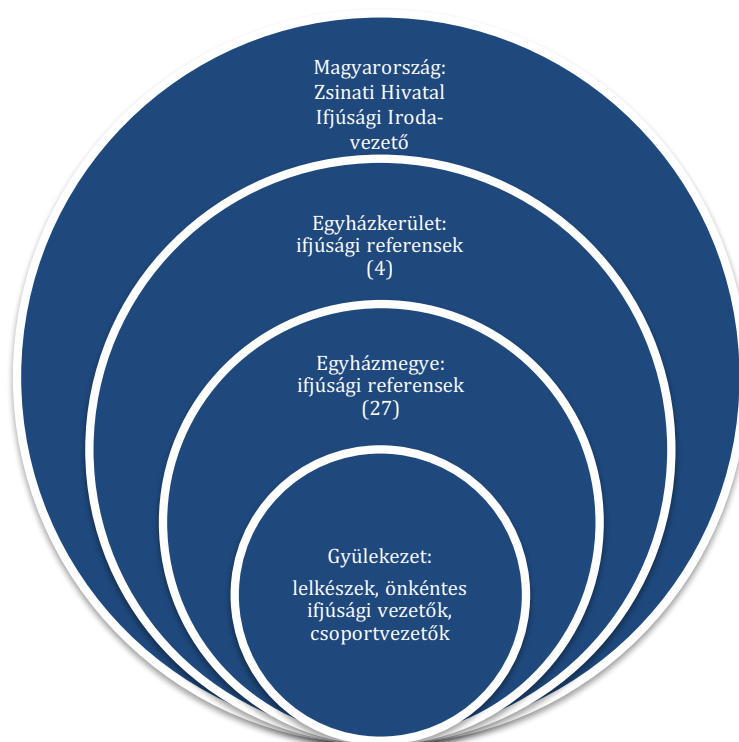 Magyarország:
Zsinati Hivatal
Ifjúsági Iroda-
vezető
Egyházkerület:
ifjúsági referensek
(4)
Egyházmegye:
ifjúsági referensek
(27)
Gyülekezet:
lelkészek, önkéntes
ifjúsági vezetők,
csoportvezetők